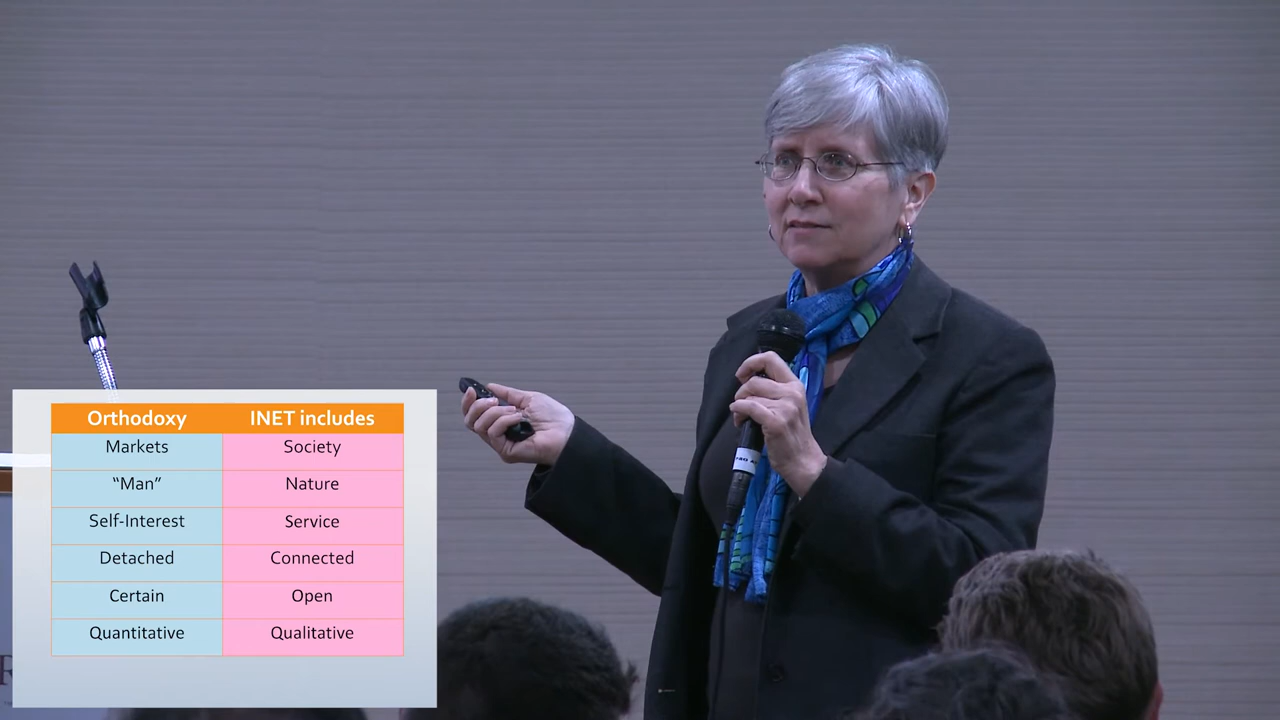 Orthodoxy INET includes
Markets Society
“Man” Nature
Self-Interest Service
Detached Connected
Certain Open
Quantitative Qualitative